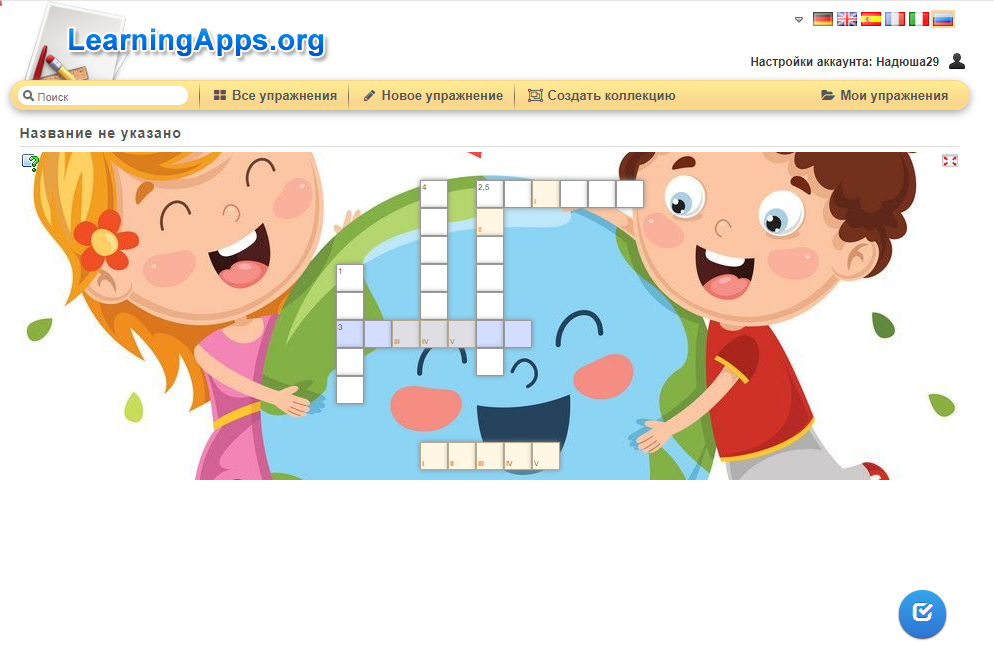 LearningApps.org
Настройки аккаунта: Надюша29
Поиск
Все упражнения
Новое упражнение
Создать коллекцию
Мои упражнения
Название не указано
4
2,5
I
II
1
3
III
IV
V
I
II
III
IV
V